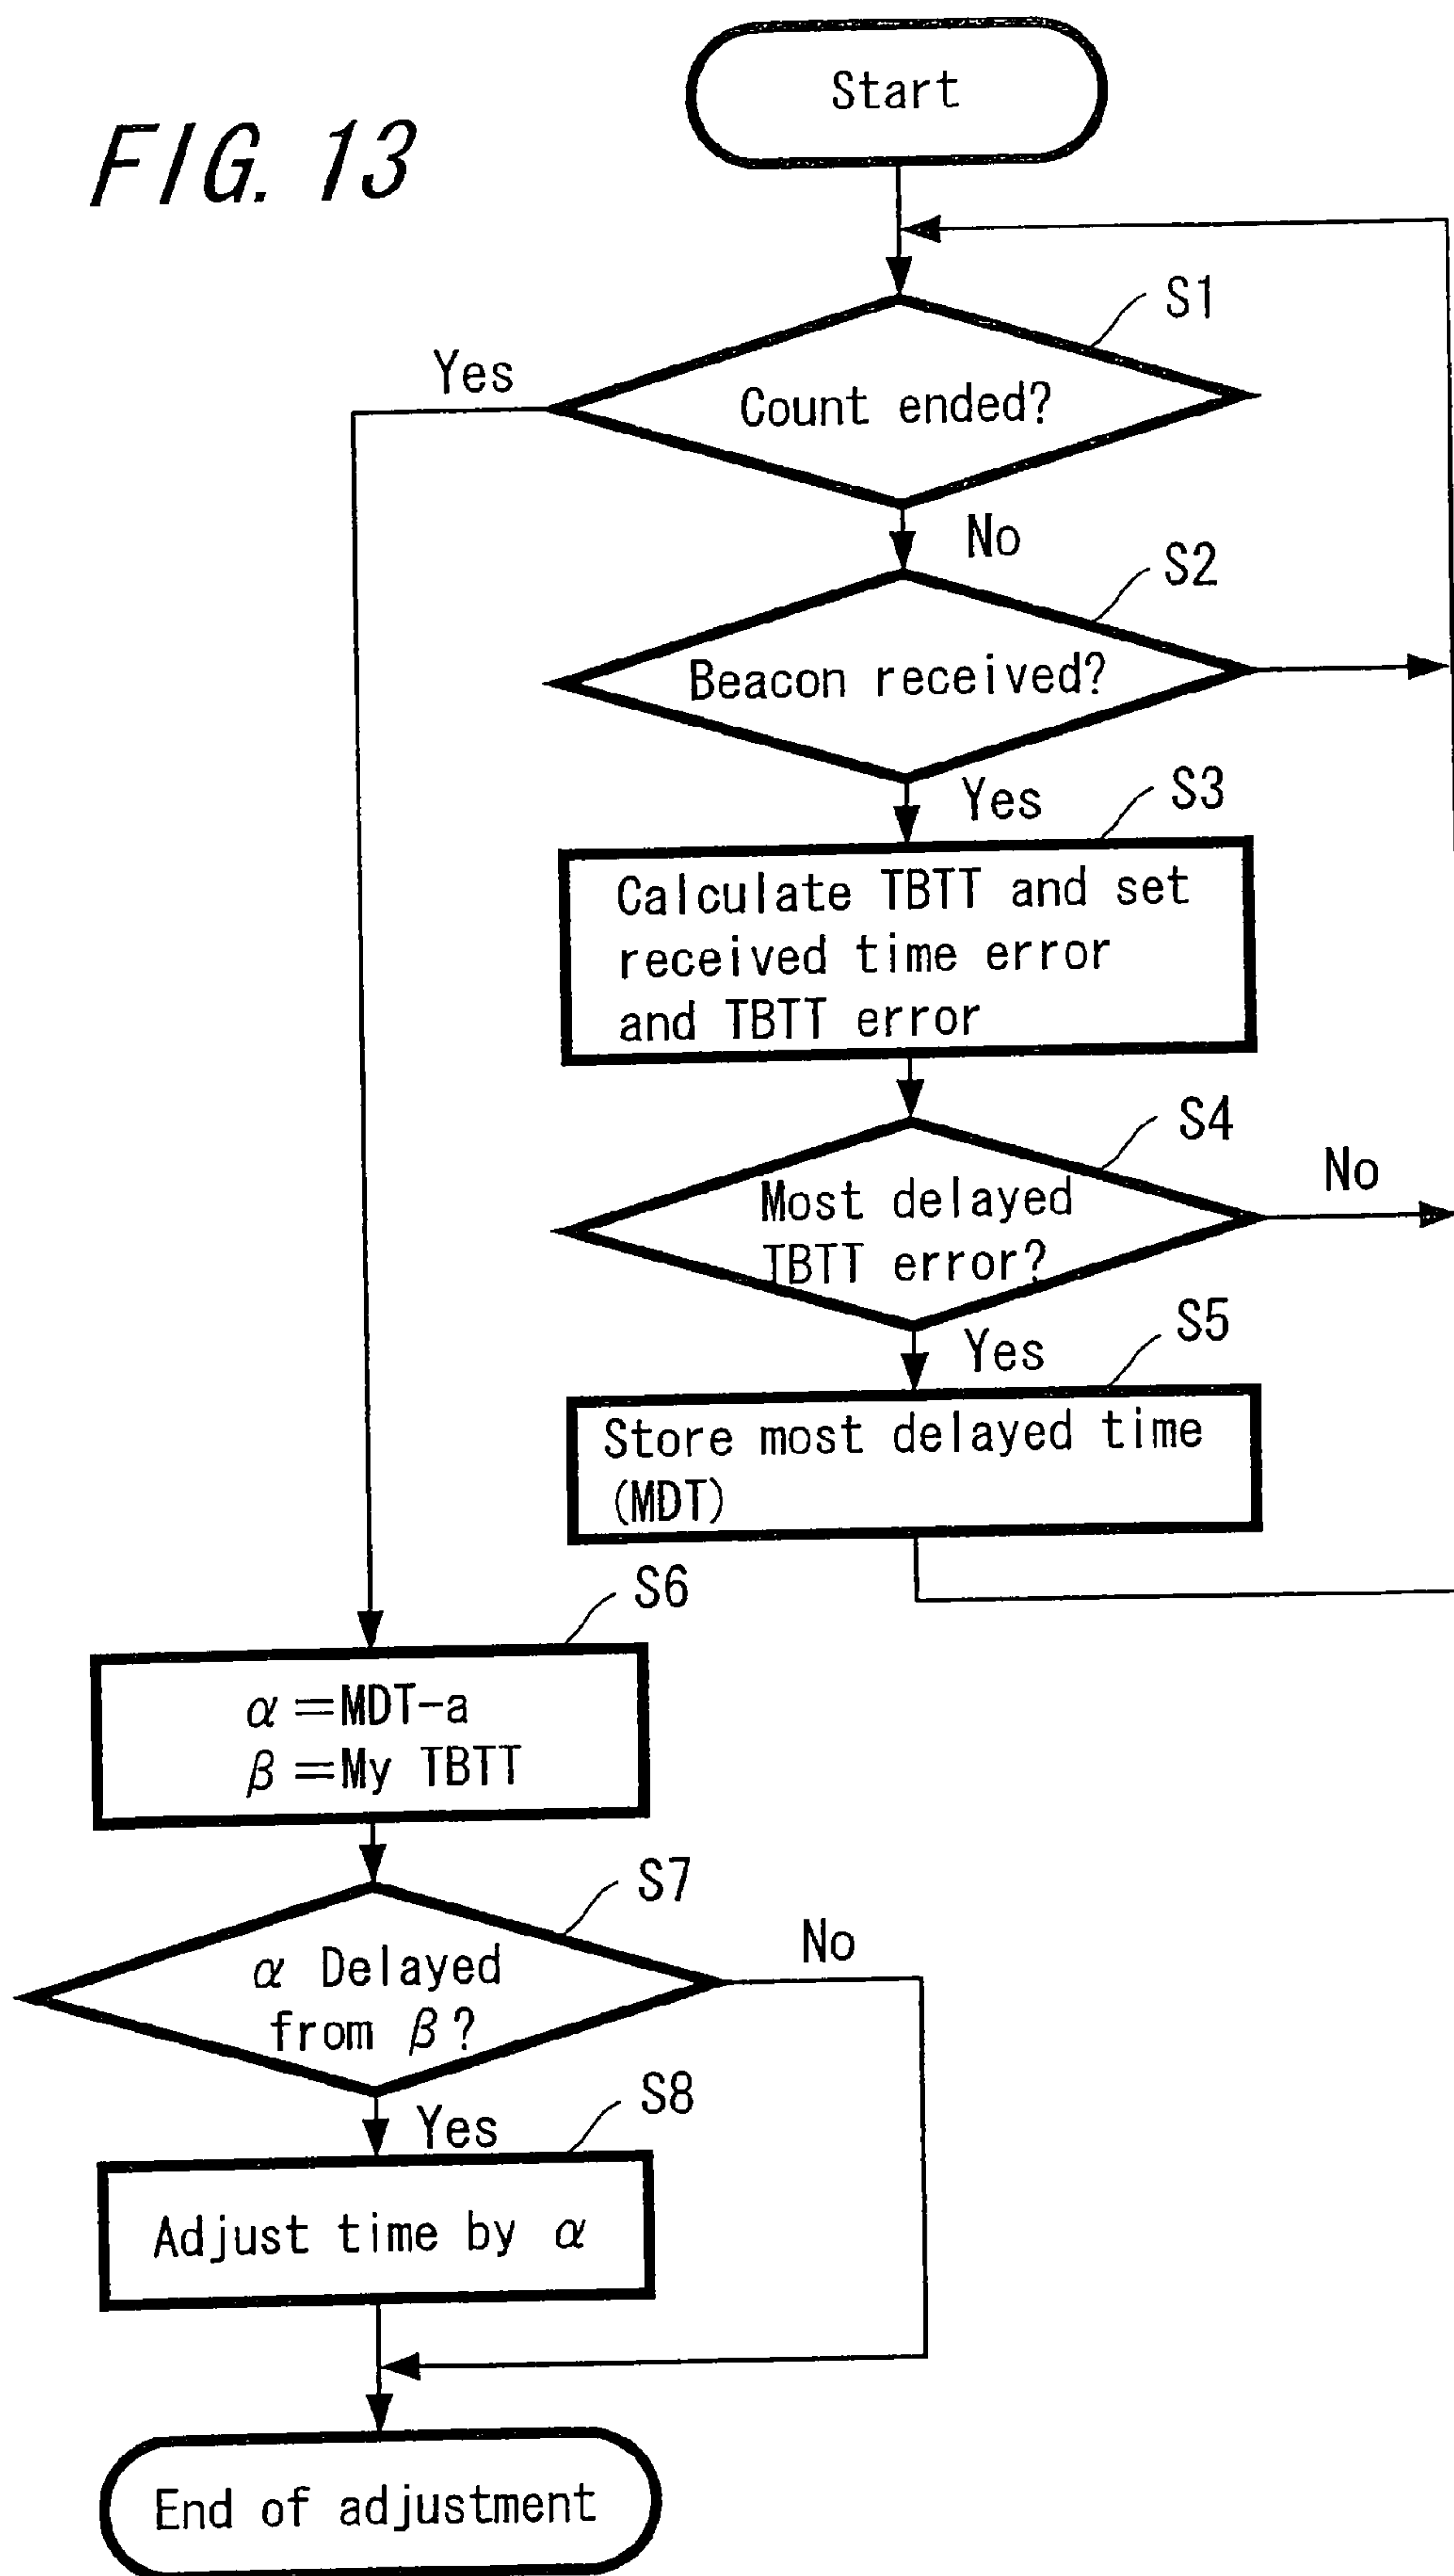 FIG. 13
Start
S1
Yes
Count ended?
No
S2
Beacon received?
Yes
S3
Calculate TBTT and set
received time error
and TBTT error
S4
No
Most delayed
TBTT error?
Yes
S5
Store most delayed time
(MDT)
S6
α=MDT-a
β=My TBTT
S7
No
α Delayed
from β?
Yes
S8
Adjust time by α
End of adjustment